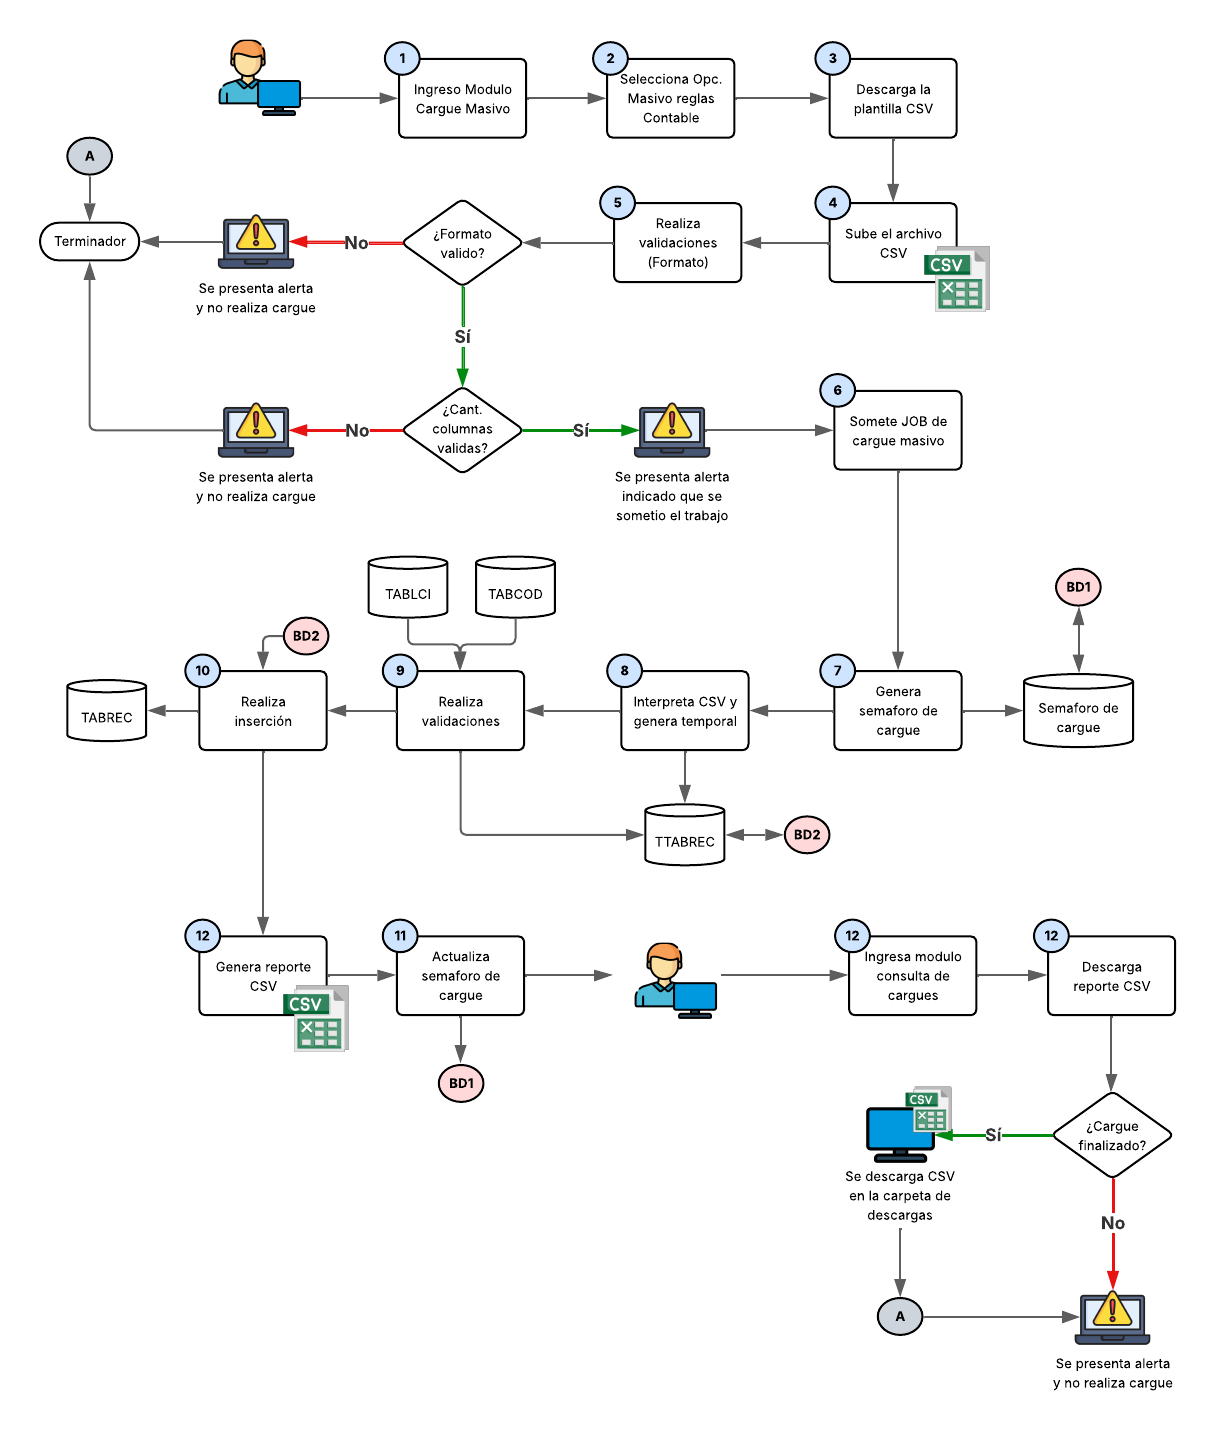 1
Ingreso Modulo
Cargue Masivo
2
Selecciona Opc.
Masivo reglas
Contable
3
Descarga la
plantilla CSV
A
Terminador
Se presenta alerta
y no realiza cargue
No
¿Formato
valido?
5
Realiza
validaciones
(Formato)
4
Sube el archivo
CSV
CSV
Sí
Se presenta alerta
y no realiza cargue
No
¿Cant.
columnas
validas?
Sí
Se presenta alerta
indicado que se
sometio el trabajo
6
Somete JOB de
cargue masivo
TABLCI
TABCOD
BD1
BD2
TABREC
10
Realiza
inserción
9
Realiza
validaciones
8
Interpreta CSV y
genera temporal
7
Genera
semaforo de
cargue
Semaforo de
cargue
TTABREC
BD2
12
Genera reporte
CSV
CSV
11
Actualiza
semaforo de
cargue
12
Ingresa modulo
consulta de
cargues
12
Descarga
reporte CSV
BD1
CSV
Sí
¿Cargue
finalizado?
Se descarga CSV
en la carpeta de
descargas
No
A
Se presenta alerta
y no realiza cargue